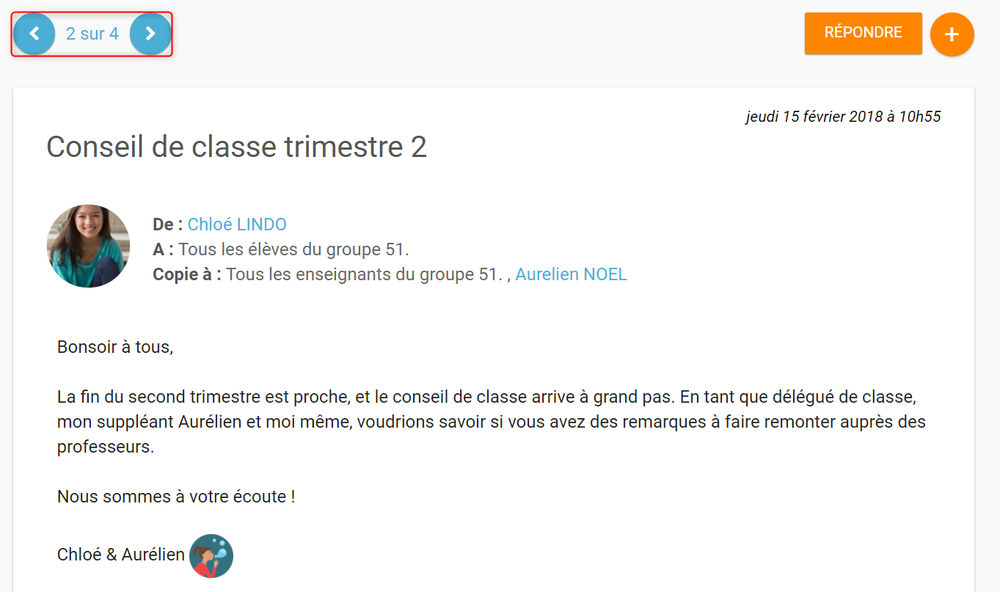 2 sur 4
RÉPONDRE
+
jeudi 15 février 2018 à 10h55
Conseil de classe trimestre 2
De : Chloé LINDO
A : Tous les élèves du groupe 51.
Copie à : Tous les enseignants du groupe 51. , Aurelien NOEL
Bonsoir à tous,
La fin du second trimestre est proche, et le conseil de classe arrive à grand pas. En tant que délégué de classe,
mon suppléant Aurélien et moi même, voudrions savoir si vous avez des remarques à faire remonter auprès des
professeurs.
Nous sommes à votre écoute !
Chloé & Aurélien